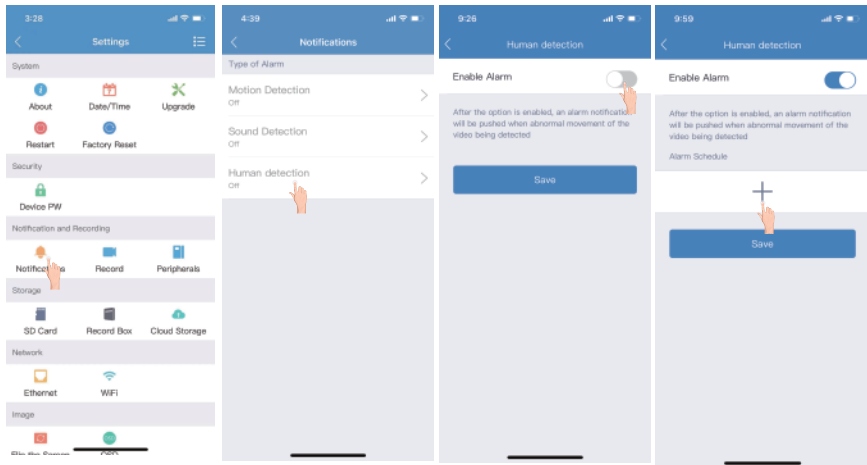 3:28
Settings
System
About
Date/Time
Upgrade
Restart
Factory Reset
Security
Device PW
Notification and Recording
Notifications
Record
Peripherals
Storage
SD Card
Record Box
Cloud Storage
Network
Ethernet
WiFi
Image
Flip the Screen
OSD
4:39
Notifications
Type of Alarm
Motion Detection
Off
Sound Detection
Off
Human detection
Off
9:26
Human detection
Enable Alarm
After the option is enabled, an alarm notification
will be pushed when abnormal movement of the
video being detected
Save
9:59
Human detection
Enable Alarm
After the option is enabled, an alarm notification
will be pushed when abnormal movement of the
video being detected
Alarm Schedule
Save